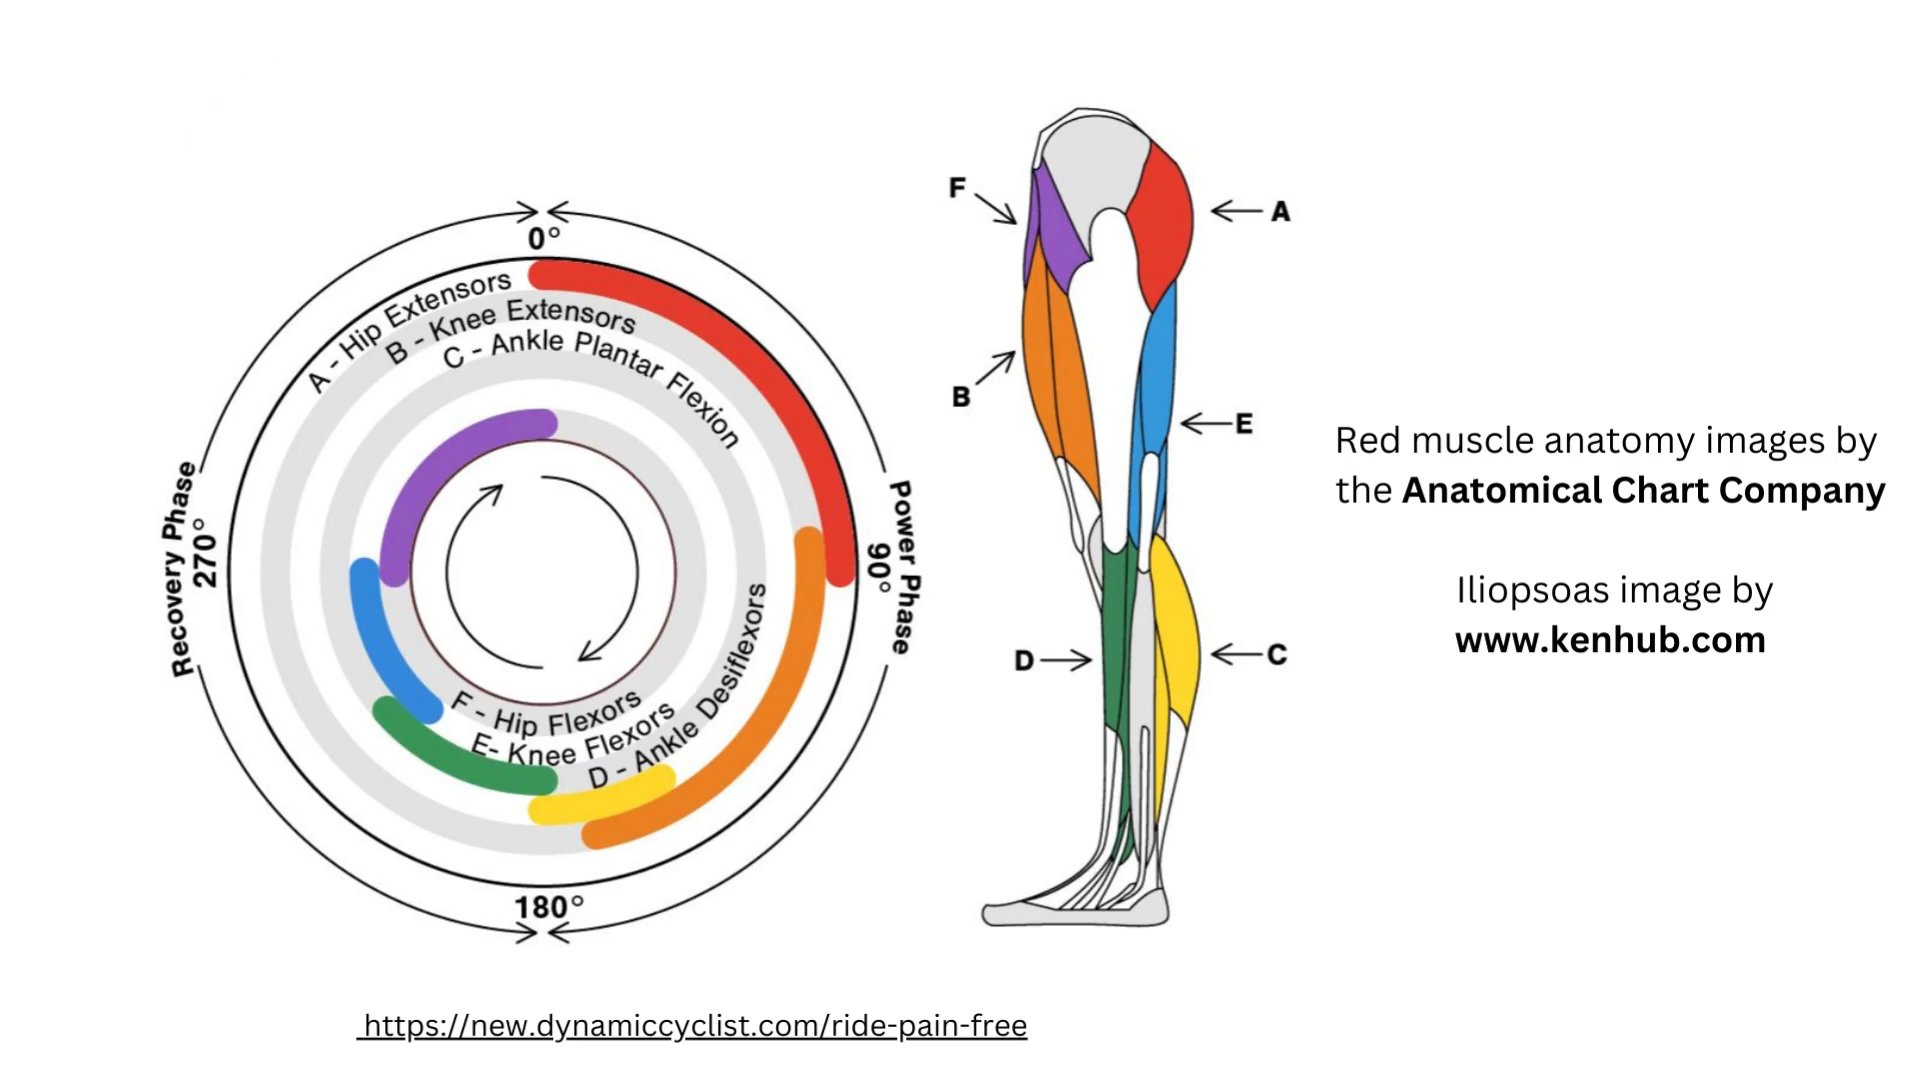 0°
A - Hip Extensors
B - Knee Extensors
C - Ankle Plantar Flexion
Recovery Phase
270°
Power Phase
90°
F - Hip Flexors
E- Knee Flexors
D - Ankle Desiflexors
180°
F
A
B
E
D
C
Red muscle anatomy images by
the Anatomical Chart Company
Iliopsoas image by
www.kenhub.com
https://new.dynamiccyclist.com/ride-pain-free